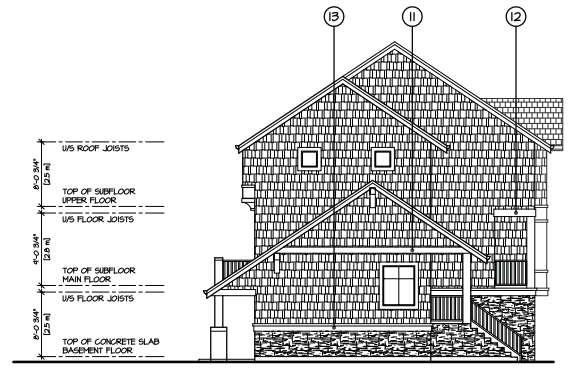 13
11
12
U/S ROOF JOISTS
8'-0 3/4"
[2.5 m]
TOP OF SUBFLOOR
UPPER FLOOR
U/S FLOOR JOISTS
9'-0 3/4"
[2.8 m]
TOP OF SUBFLOOR
MAIN FLOOR
U/S FLOOR JOISTS
8'-0 3/4"
[2.5 m]
TOP OF CONCRETE SLAB
BASEMENT FLOOR